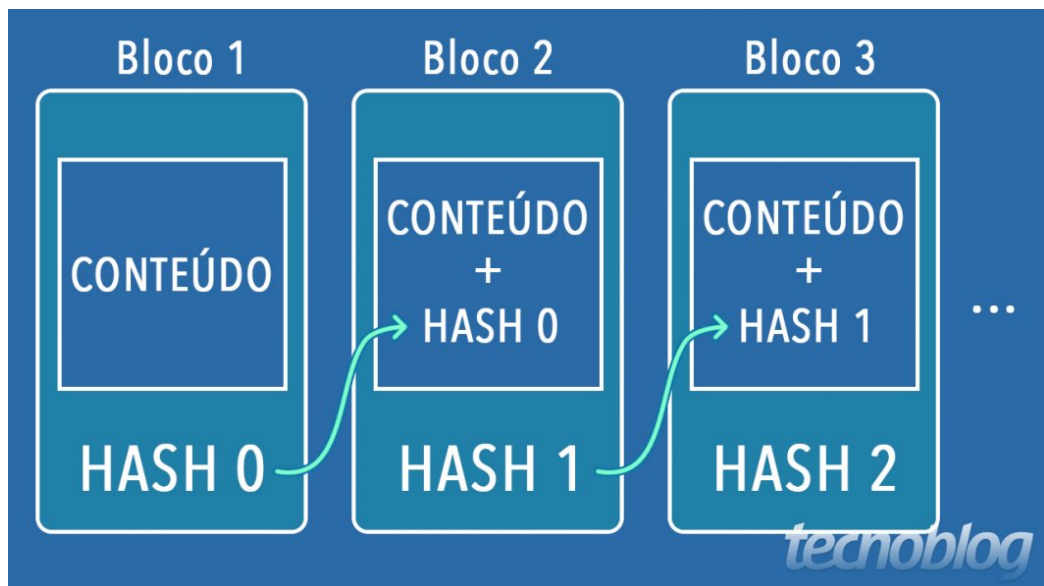 Bloco 1
CONTEÚDO
HASH 0
Bloco 2
CONTEÚDO
+
HASH 0
HASH 1
Bloco 3
CONTEÚDO
+
HASH 1
HASH 2
...
tecnoblog